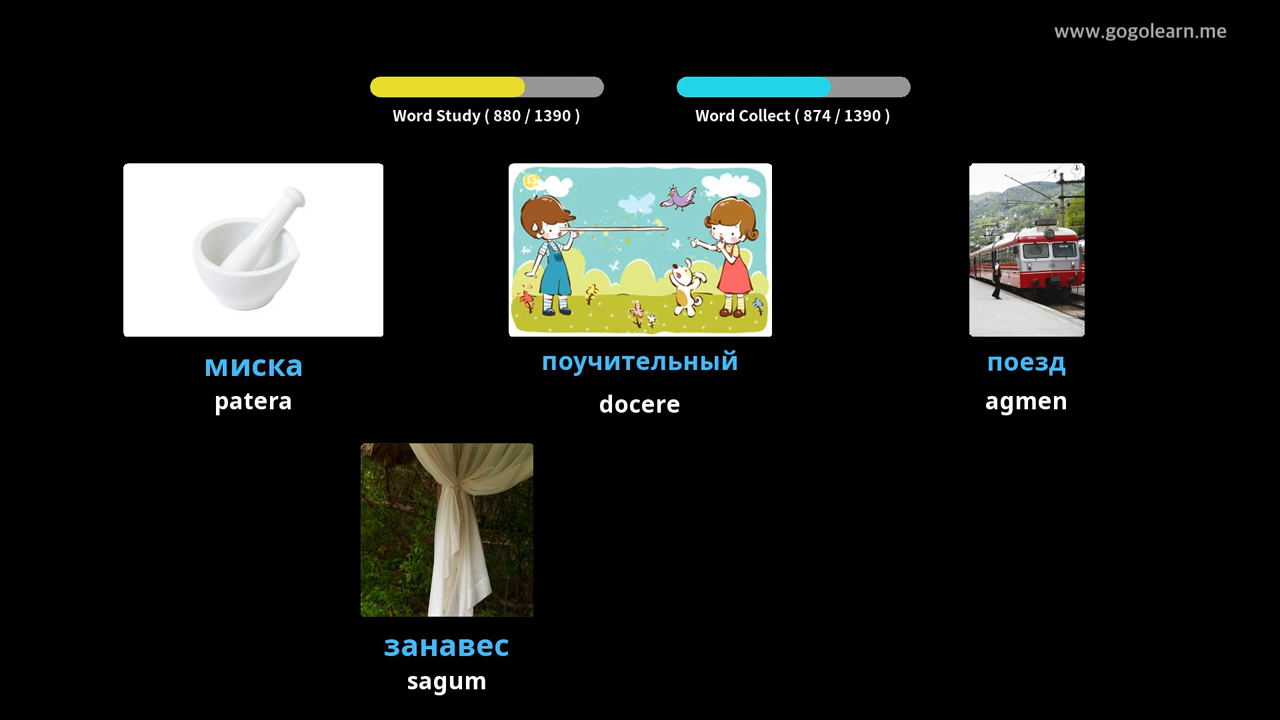 www.gogolearn.me
Word Study ( 880 / 1390 )
Word Collect ( 874 / 1390 )
миска
patera
поучительный
docere
поезд
agmen
занавес
sagum